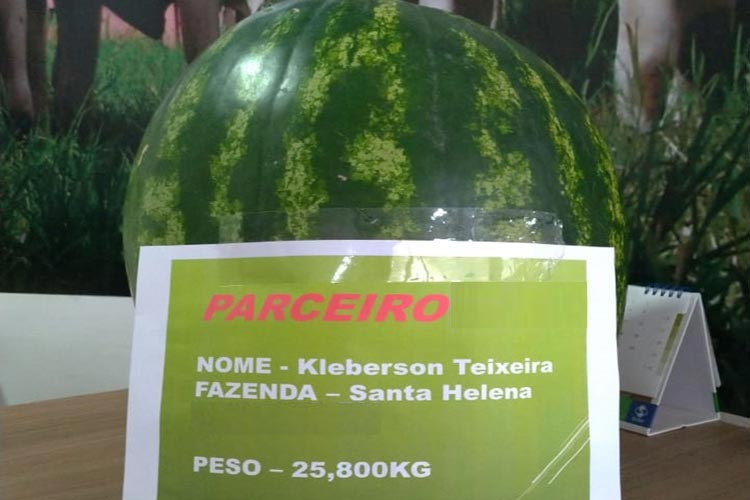 PARCEIRO
NOME - Kleberson Teixeira
FAZENDA – Santa Helena
PESO – 25,800KG